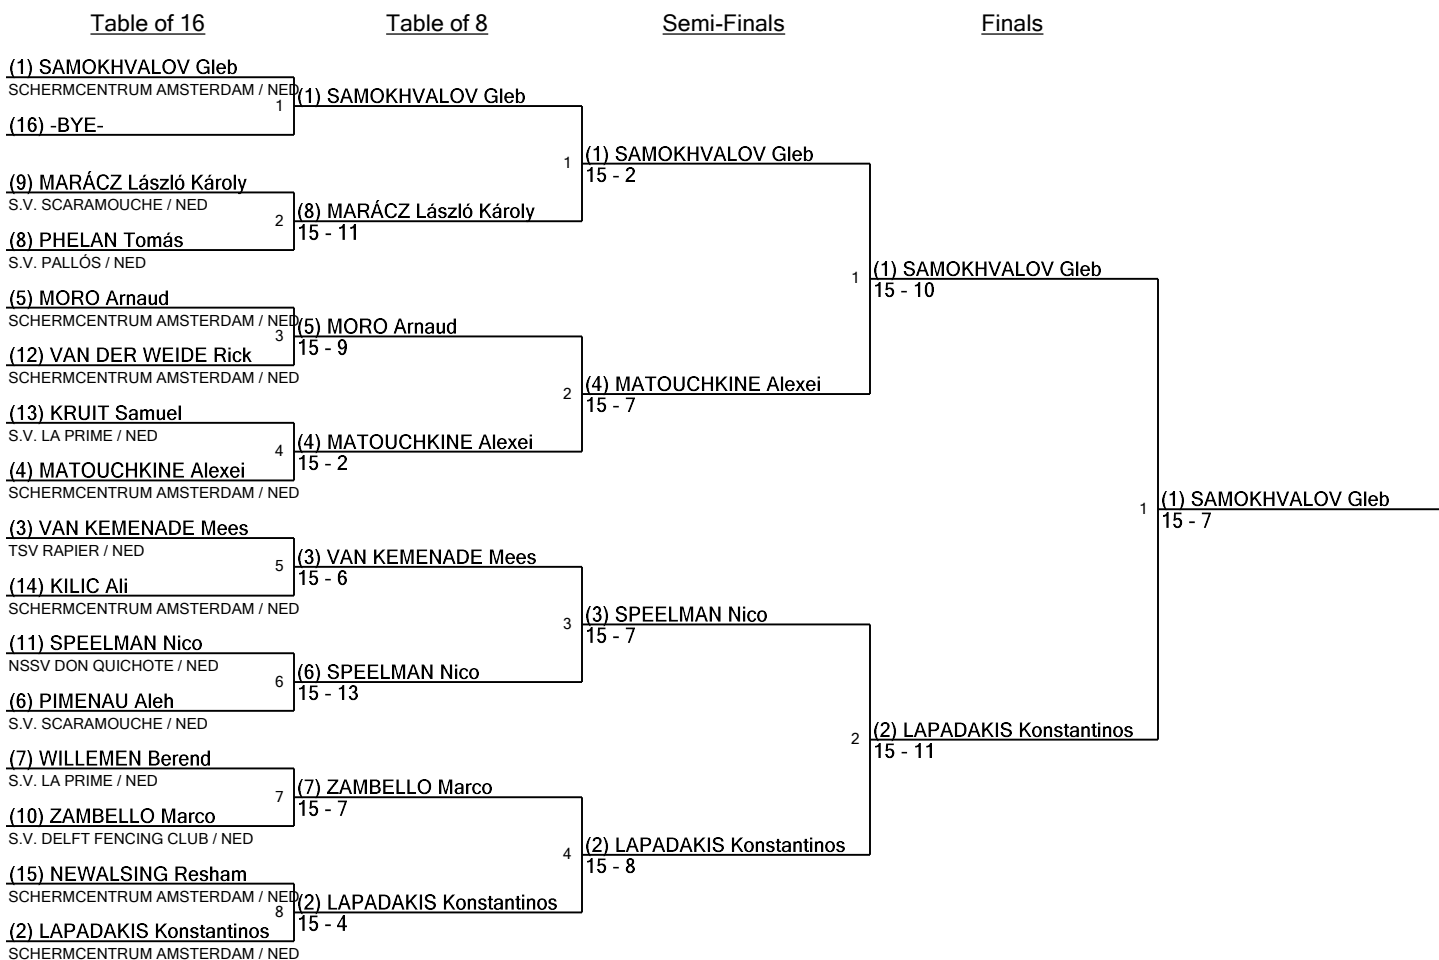 Table of 16
Table of 8
Semi-Finals
Finals
(1) SAMOKHVALOV Gleb
SCHERMCENTRUM AMSTERDAM / NED
(16) -BYE-
(9) MARÁCZ László Károly
S.V. SCARAMOUCHE / NED
(8) PHELAN Tomás
S.V. PALLÓS / NED
(5) MORO Arnaud
SCHERMCENTRUM AMSTERDAM / NED
(12) VAN DER WEIDE Rick
SCHERMCENTRUM AMSTERDAM / NED
(13) KRUIT Samuel
S.V. LA PRIME / NED
(4) MATOUCHKINE Alexei
SCHERMCENTRUM AMSTERDAM / NED
(3) VAN KEMENADE Mees
TSV RAPIER / NED
(14) KILIC Ali
SCHERMCENTRUM AMSTERDAM / NED
(11) SPEELMAN Nico
NSSV DON QUICHOTE / NED
(6) PIMENAU Aleh
S.V. SCARAMOUCHE / NED
(7) WILLEMEN Berend
S.V. LA PRIME / NED
(10) ZAMBELLO Marco
S.V. DELFT FENCING CLUB / NED
(15) NEWALSING Resham
SCHERMCENTRUM AMSTERDAM / NED
(2) LAPADAKIS Konstantinos
SCHERMCENTRUM AMSTERDAM / NED
1
(1) SAMOKHVALOV Gleb
2
(8) MARÁCZ László Károly
15 - 11
3
(5) MORO Arnaud
15 - 9
4
(4) MATOUCHKINE Alexei
15 - 2
5
(3) VAN KEMENADE Mees
15 - 6
6
(6) SPEELMAN Nico
15 - 13
7
(7) ZAMBELLO Marco
15 - 7
8
(2) LAPADAKIS Konstantinos
15 - 4
1
(1) SAMOKHVALOV Gleb
15 - 2
2
(4) MATOUCHKINE Alexei
15 - 7
3
(3) SPEELMAN Nico
15 - 7
4
(2) LAPADAKIS Konstantinos
15 - 8
1
(1) SAMOKHVALOV Gleb
15 - 10
2
(2) LAPADAKIS Konstantinos
15 - 11
1
(1) SAMOKHVALOV Gleb
15 - 7